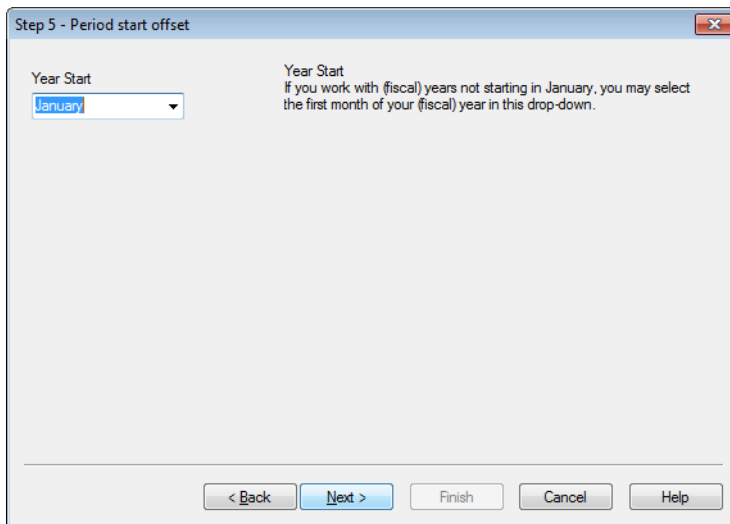 Step 5 - Period start offset
Year Start
January
Year Start
If you work with (fiscal) years not starting in January, you may select
the first month of your (fiscal) year in this drop-down.
< Back
Next >
Finish
Cancel
Help